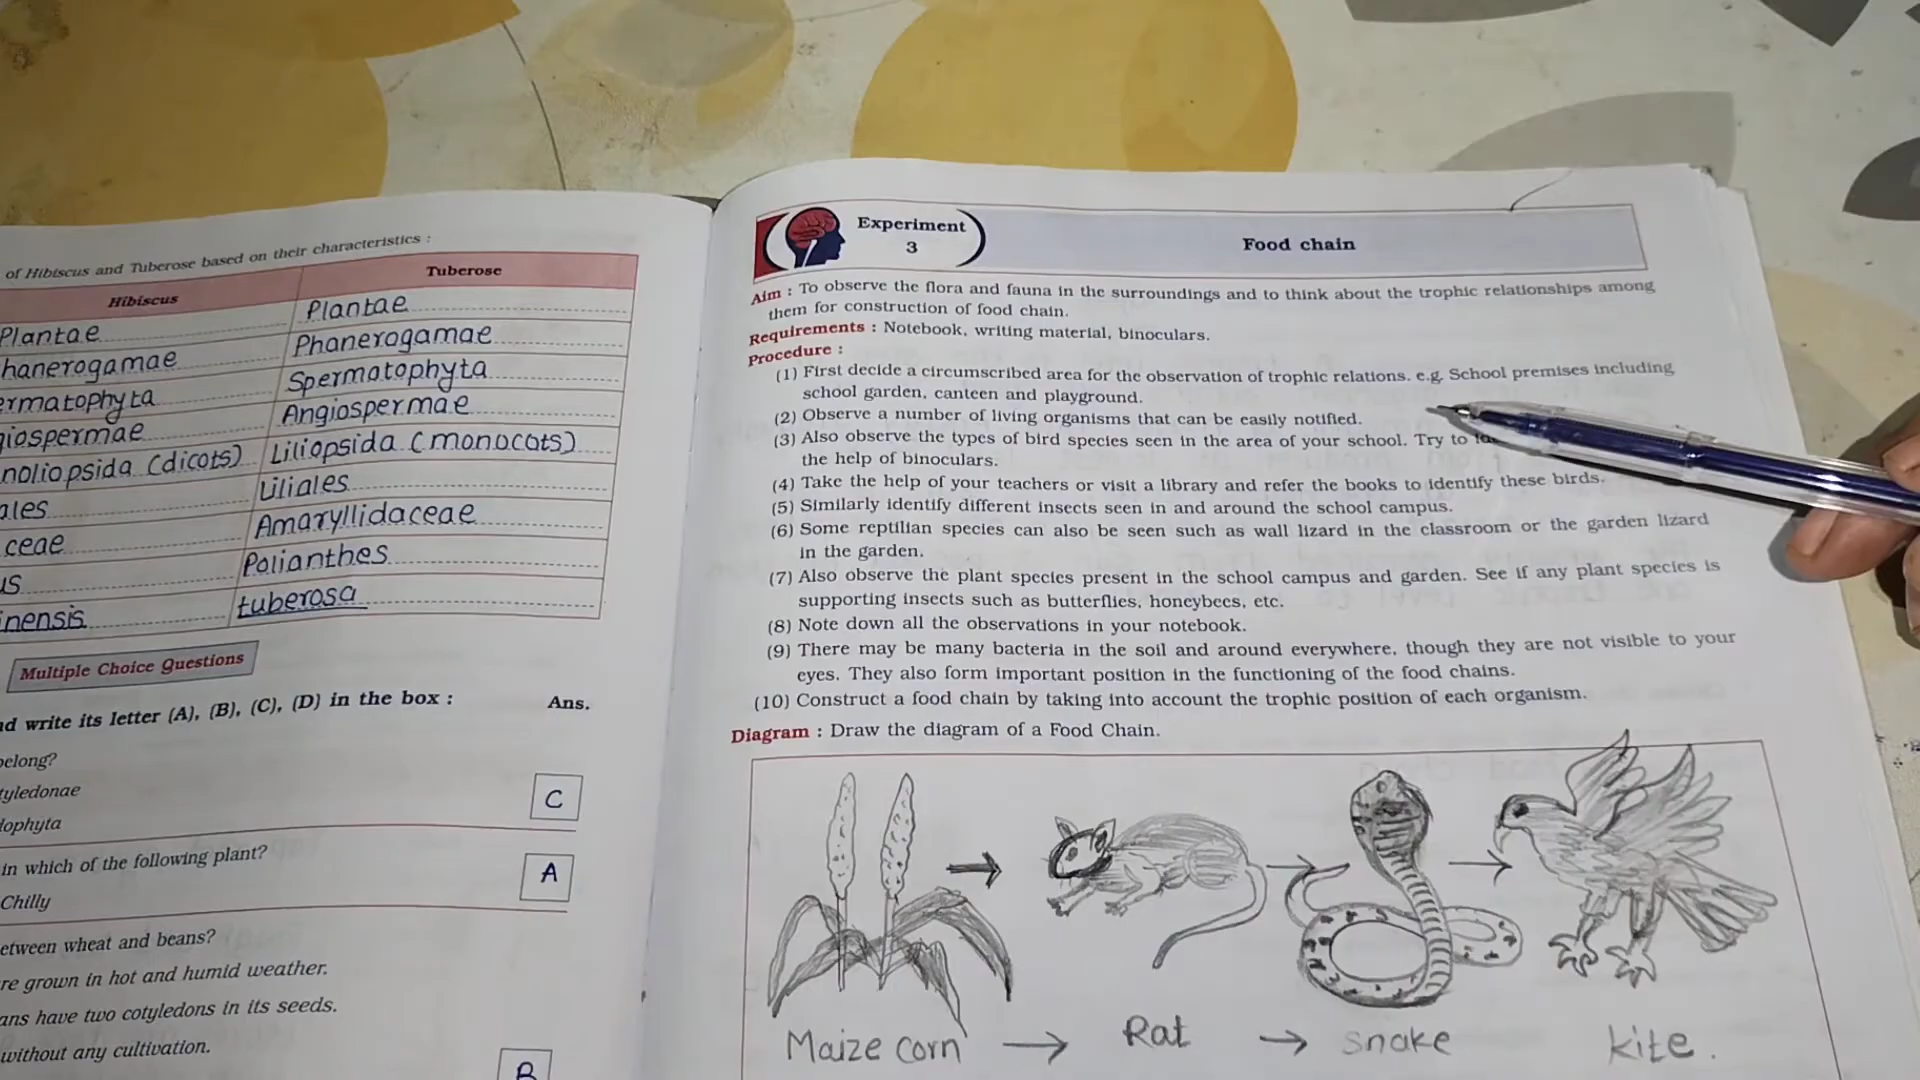 of Hibiscus and Tuberose based on their characteristics :
Hibiscus Tuberose
Plantae Plantae
hanerogamae Phanerogamae
ermatophyta Spermatophyta
giospermae Angiospermae
noliopsida (dicots) Liliopsida (monocots)
ales Liliales
ceae Amaryllidaceae
us Polianthes
inensis tuberosa
Multiple Choice Questions
d write its letter (A), (B), (C), (D) in the box : Ans.
belong?
tyledonae C
lophyta
in which of the following plant? A
Chilly
etween wheat and beans?
re grown in hot and humid weather.
ans have two cotyledons in its seeds.
without any cultivation.
B
Experiment
3
Food chain
Aim : To observe the flora and fauna in the surroundings and to think about the trophic relationships among
them for construction of food chain.
Requirements : Notebook, writing material, binoculars.
Procedure :
(1) First decide a circumscribed area for the observation of trophic relations. e.g. School premises including
school garden, canteen and playground.
(2) Observe a number of living organisms that can be easily notified.
(3) Also observe the types of bird species seen in the area of your school. Try to
the help of binoculars.
(4) Take the help of your teachers or visit a library and refer the books to identify these birds.
(5) Similarly identify different insects seen in and around the school campus.
(6) Some reptilian species can also be seen such as wall lizard in the classroom or the garden lizard
in the garden.
(7) Also observe the plant species present in the school campus and garden. See if any plant species is
supporting insects such as butterflies, honeybees, etc.
(8) Note down all the observations in your notebook.
(9) There may be many bacteria in the soil and around everywhere, though they are not visible to your
eyes. They also form important position in the functioning of the food chains.
(10) Construct a food chain by taking into account the trophic position of each organism.
Diagram : Draw the diagram of a Food Chain.
Maize corn → Rat → snake kite.